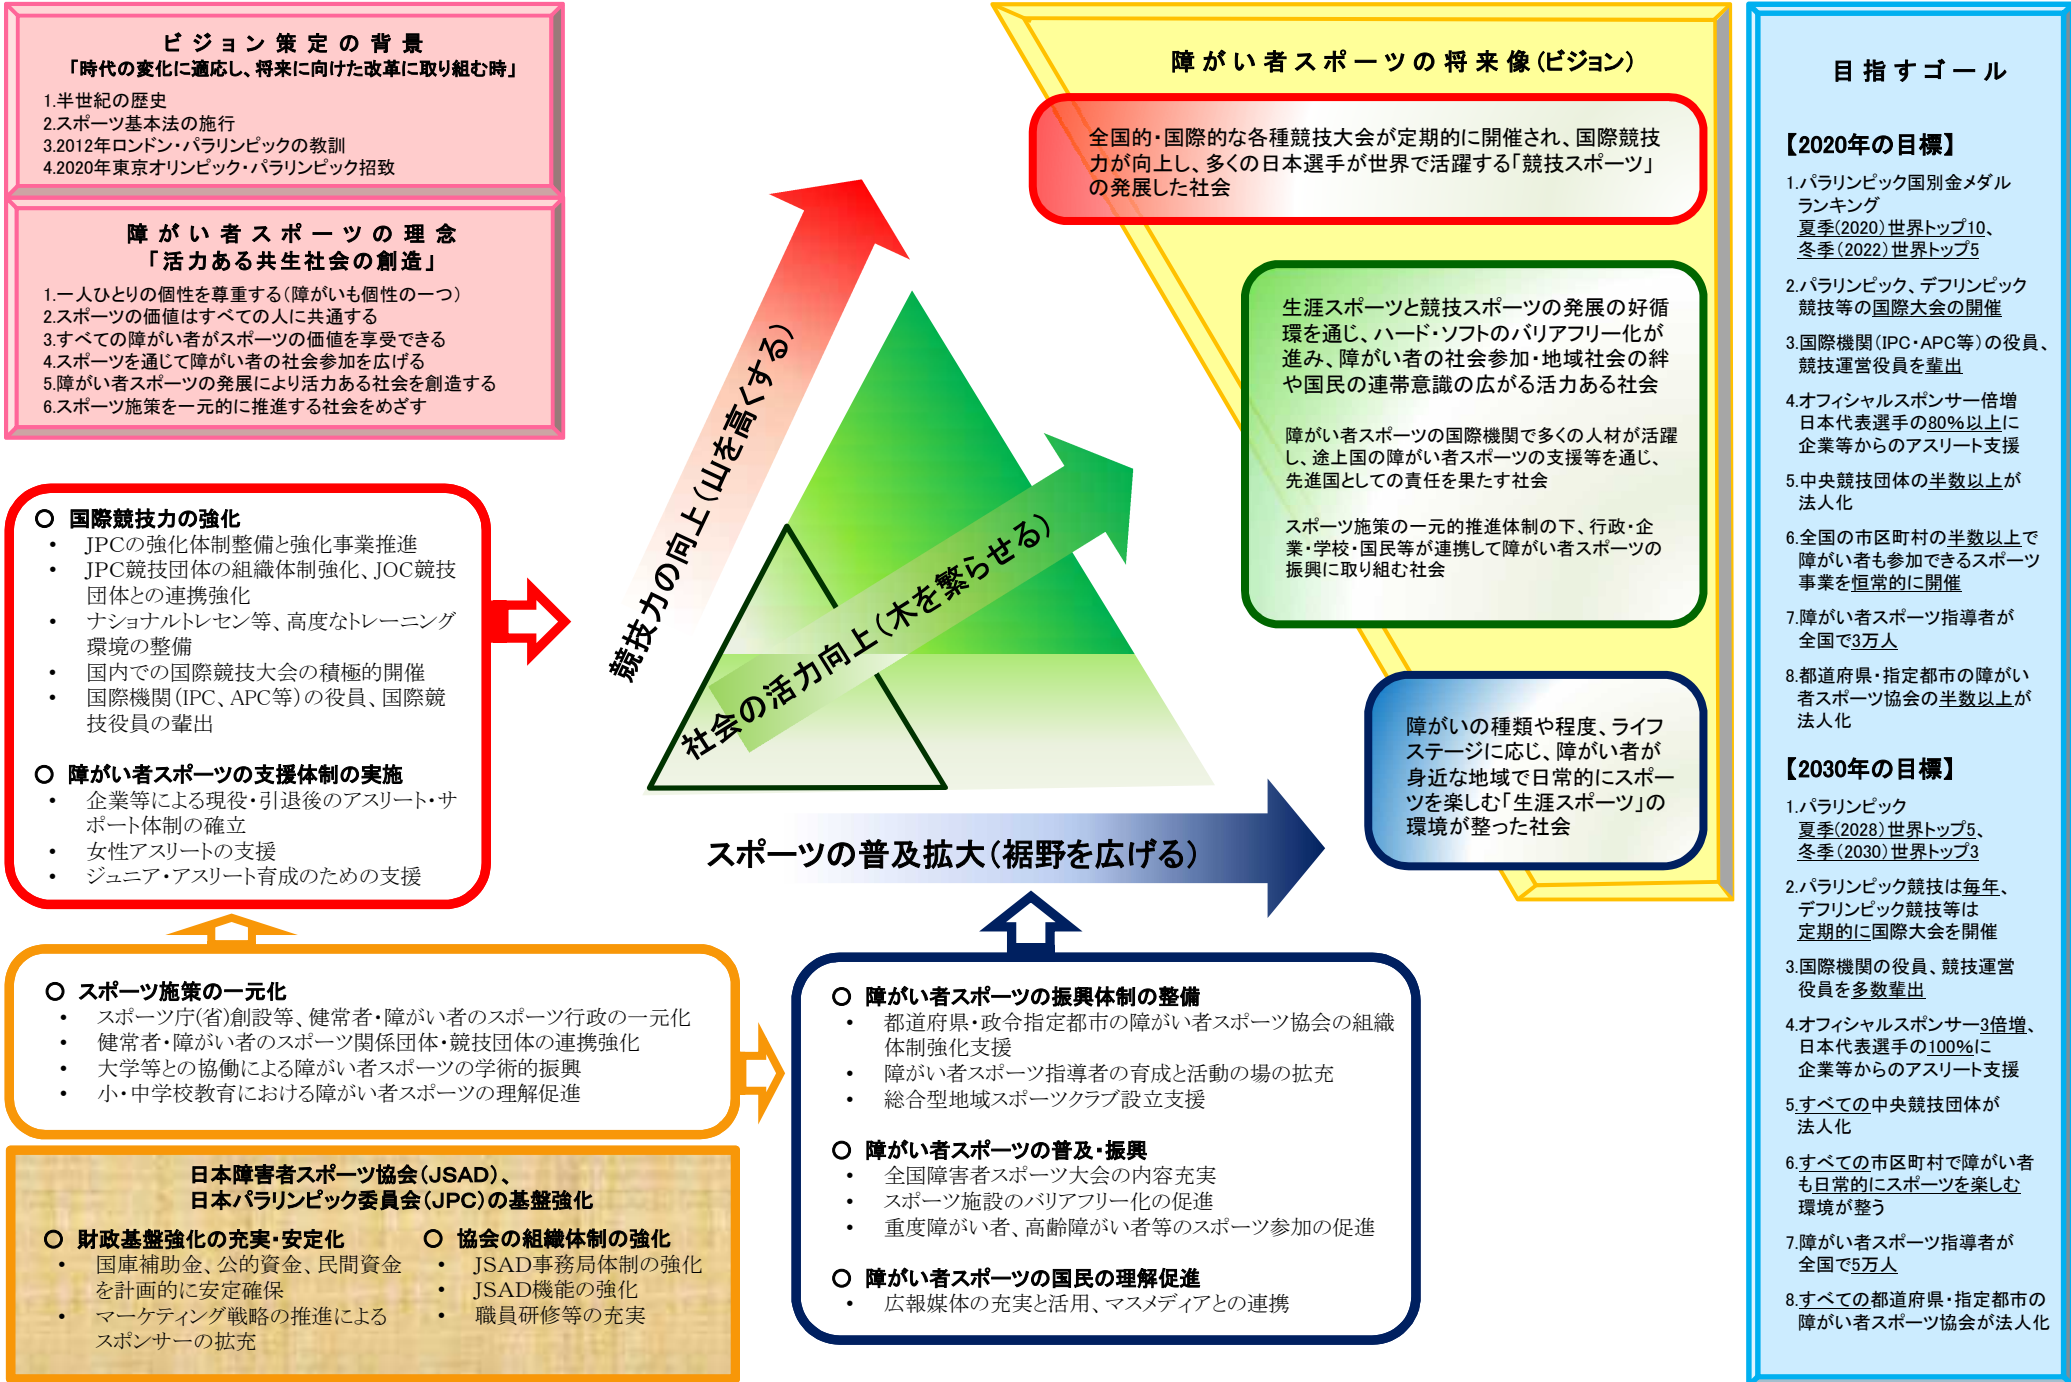 ビジョン策定の背景
「時代の変化に適応し、将来に向けた改革に取り組む時」
1.半世紀の歴史
2.スポーツ基本法の施行
3.2012年ロンドン・パラリンピックの教訓
4.2020年東京オリンピック・パラリンピック招致
障がい者スポーツの理念
「活力ある共生社会の創造」
1.一人ひとりの個性を尊重する(障がいも個性の一つ)
2.スポーツの価値はすべての人に共通する
3.すべての障がい者がスポーツの価値を享受できる
4.スポーツを通じて障がい者の社会参加を広げる
5.障がい者スポーツの発展により活力ある社会を創造する
6.スポーツ施策を一元的に推進する社会をめざす
○ 国際競技力の強化
・ JPCの強化体制整備と強化事業推進
・ JPC競技団体の組織体制強化、JOC競技
団体との連携強化
・ ナショナルトレセン等、高度なトレーニング
環境の整備
・ 国内での国際競技大会の積極的開催
・ 国際機関(IPC、APC等)の役員、国際競
技役員の輩出
○ 障がい者スポーツの支援体制の実施
・ 企業等による現役・引退後のアスリート・サ
ポート体制の確立
・ 女性アスリートの支援
・ ジュニア・アスリート育成のための支援
○ スポーツ施策の一元化
・ スポーツ庁(省)創設等、健常者・障がい者のスポーツ行政の一元化
・ 健常者・障がい者のスポーツ関係団体・競技団体の連携強化
・ 大学等との協働による障がい者スポーツの学術的振興
・ 小・中学校教育における障がい者スポーツの理解促進
日本障害者スポーツ協会(JSAD)、
日本パラリンピック委員会(JPC)の基盤強化
○ 財政基盤強化の充実・安定化
・ 国庫補助金、公的資金、民間資金
を計画的に安定確保
・ マーケティング戦略の推進による
スポンサーの拡充
○ 協会の組織体制の強化
・ JSAD事務局体制の強化
・ JSAD機能の強化
・ 職員研修等の充実
競技力の向上(山を高くする)
社会の活力向上(木を繁らせる)
スポーツの普及拡大(裾野を広げる)
○ 障がい者スポーツの振興体制の整備
・ 都道府県・政令指定都市の障がい者スポーツ協会の組織
体制強化支援
・ 障がい者スポーツ指導者の育成と活動の場の拡充
・ 総合型地域スポーツクラブ設立支援
○ 障がい者スポーツの普及・振興
・ 全国障害者スポーツ大会の内容充実
・ スポーツ施設のバリアフリー化の促進
・ 重度障がい者、高齢障がい者等のスポーツ参加の促進
○ 障がい者スポーツの国民の理解促進
・ 広報媒体の充実と活用、マスメディアとの連携
障がい者スポーツの将来像(ビジョン)
全国的・国際的な各種競技大会が定期的に開催され、国際競技
力が向上し、多くの日本選手が世界で活躍する「競技スポーツ」
の発展した社会
生涯スポーツと競技スポーツの発展の好循
環を通じ、ハード・ソフトのバリアフリー化が
進み、障がい者の社会参加・地域社会の絆
や国民の連帯意識の広がる活力ある社会
障がい者スポーツの国際機関で多くの人材が活躍
し、途上国の障がい者スポーツの支援等を通じ、
先進国としての責任を果たす社会
スポーツ施策の一元的推進体制の下、行政・企
業・学校・国民等が連携して障がい者スポーツの
振興に取り組む社会
障がいの種類や程度、ライフ
ステージに応じ、障がい者が
身近な地域で日常的にスポー
ツを楽しむ「生涯スポーツ」の
環境が整った社会
目指すゴール
【2020年の目標】
1.パラリンピック国別金メダル
ランキング
夏季(2020)世界トップ10、
冬季(2022)世界トップ5
2.パラリンピック、デフリンピック
競技等の国際大会の開催
3.国際機関(IPC・APC等)の役員、
競技運営役員を輩出
4.オフィシャルスポンサー倍増
日本代表選手の80%以上に
企業等からのアスリート支援
5.中央競技団体の半数以上が
法人化
6.全国の市区町村の半数以上で
障がい者も参加できるスポーツ
事業を恒常的に開催
7.障がい者スポーツ指導者が
全国で3万人
8.都道府県・指定都市の障がい
者スポーツ協会の半数以上が
法人化
【2030年の目標】
1.パラリンピック
夏季(2028)世界トップ5、
冬季(2030)世界トップ3
2.パラリンピック競技は毎年、
デフリンピック競技等は
定期的に国際大会を開催
3.国際機関の役員、競技運営
役員を多数輩出
4.オフィシャルスポンサー3倍増、
日本代表選手の100%に
企業等からのアスリート支援
5.すべての中央競技団体が
法人化
6.すべての市区町村で障がい者
も日常的にスポーツを楽しむ
環境が整う
7.障がい者スポーツ指導者が
全国で5万人
8.すべての都道府県・指定都市の
障がい者スポーツ協会が法人化